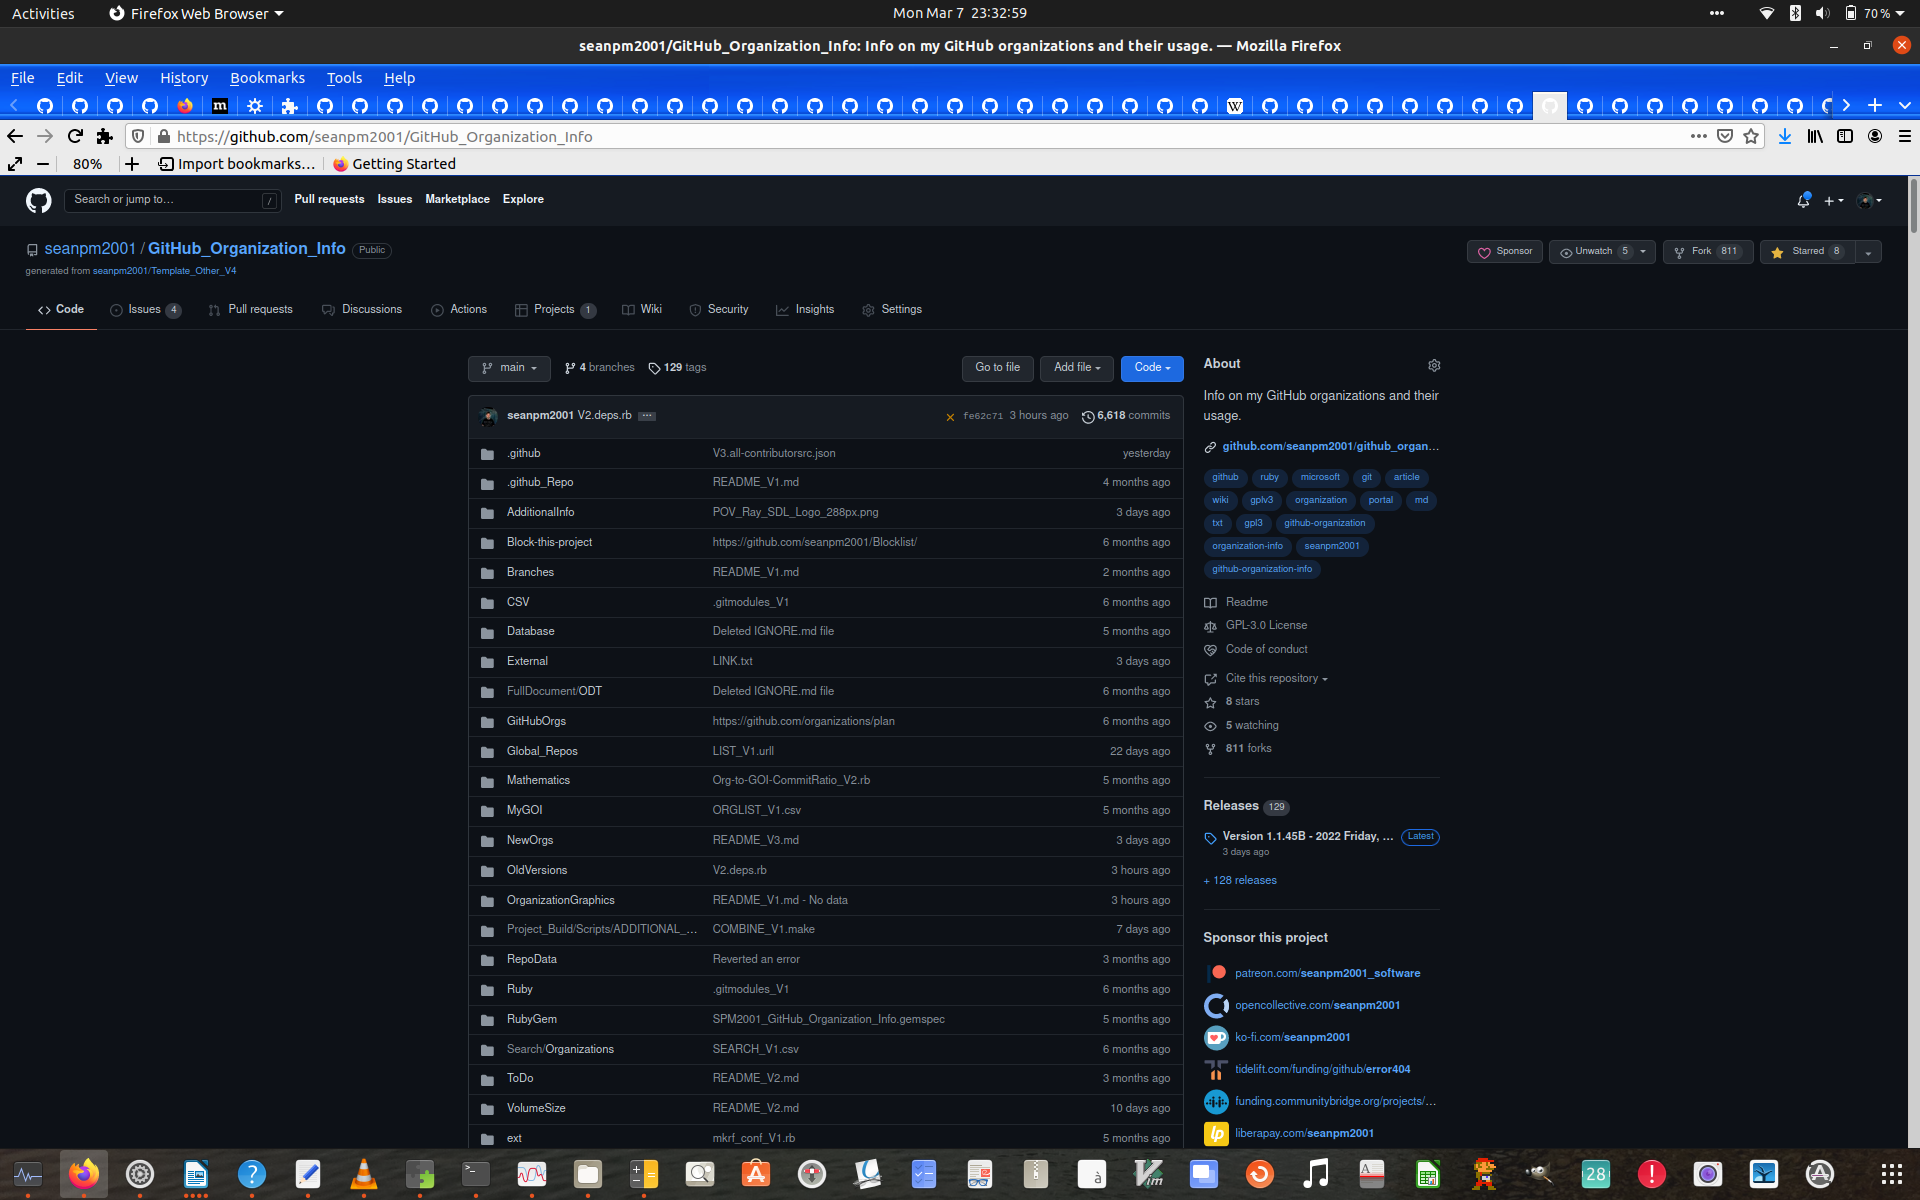 Activities
Firefox Web Browser
Mon Mar 7 23:32:59
70 %
seanpm2001/GitHub_Organization_Info: Info on my GitHub organizations and their usage. — Mozilla Firefox
File Edit View History Bookmarks Tools Help
https://github.com/seanpm2001/GitHub_Organization_Info
80% Import bookmarks… Getting Started
Search or jump to… /
Pull requests Issues Marketplace Explore
seanpm2001 / GitHub_Organization_Info Public
generated from seanpm2001/Template_Other_V4
Sponsor Unwatch 5 Fork 811 Starred 8
Code Issues 4 Pull requests Discussions Actions Projects 1 Wiki Security Insights Settings
main 4 branches 129 tags Go to file Add file Code
seanpm2001 V2.deps.rb fe62c71 3 hours ago 6,618 commits
.github V3.all-contributorsrc.json yesterday
.github_Repo README_V1.md 4 months ago
AdditionalInfo POV_Ray_SDL_Logo_288px.png 3 days ago
Block-this-project https://github.com/seanpm2001/Blocklist/ 6 months ago
Branches README_V1.md 2 months ago
CSV .gitmodules_V1 6 months ago
Database Deleted IGNORE.md file 5 months ago
External LINK.txt 3 days ago
FullDocument/ODT Deleted IGNORE.md file 6 months ago
GitHubOrgs https://github.com/organizations/plan 6 months ago
Global_Repos LIST_V1.urll 22 days ago
Mathematics Org-to-GOI-CommitRatio_V2.rb 5 months ago
MyGOI ORGLIST_V1.csv 5 months ago
NewOrgs README_V3.md 3 days ago
OldVersions V2.deps.rb 3 hours ago
OrganizationGraphics README_V1.md - No data 3 hours ago
Project_Build/Scripts/ADDITIONAL_… COMBINE_V1.make 7 days ago
RepoData Reverted an error 3 months ago
Ruby .gitmodules_V1 6 months ago
RubyGem SPM2001_GitHub_Organization_Info.gemspec 5 months ago
Search/Organizations SEARCH_V1.csv 6 months ago
ToDo README_V2.md 3 months ago
VolumeSize README_V2.md 10 days ago
ext mkrf_conf_V1.rb 5 months ago
About
Info on my GitHub organizations and their
usage.
github.com/seanpm2001/github_organ…
github ruby microsoft git article
wiki gplv3 organization portal md
txt gpl3 github-organization
organization-info seanpm2001
github-organization-info
Readme
GPL-3.0 License
Code of conduct
Cite this repository
8 stars
5 watching
811 forks
Releases 129
Version 1.1.45B - 2022 Friday, … Latest
3 days ago
+ 128 releases
Sponsor this project
patreon.com/seanpm2001_software
opencollective.com/seanpm2001
ko-fi.com/seanpm2001
tidelift.com/funding/github/error404
funding.communitybridge.org/projects/…
lp liberapay.com/seanpm2001
28